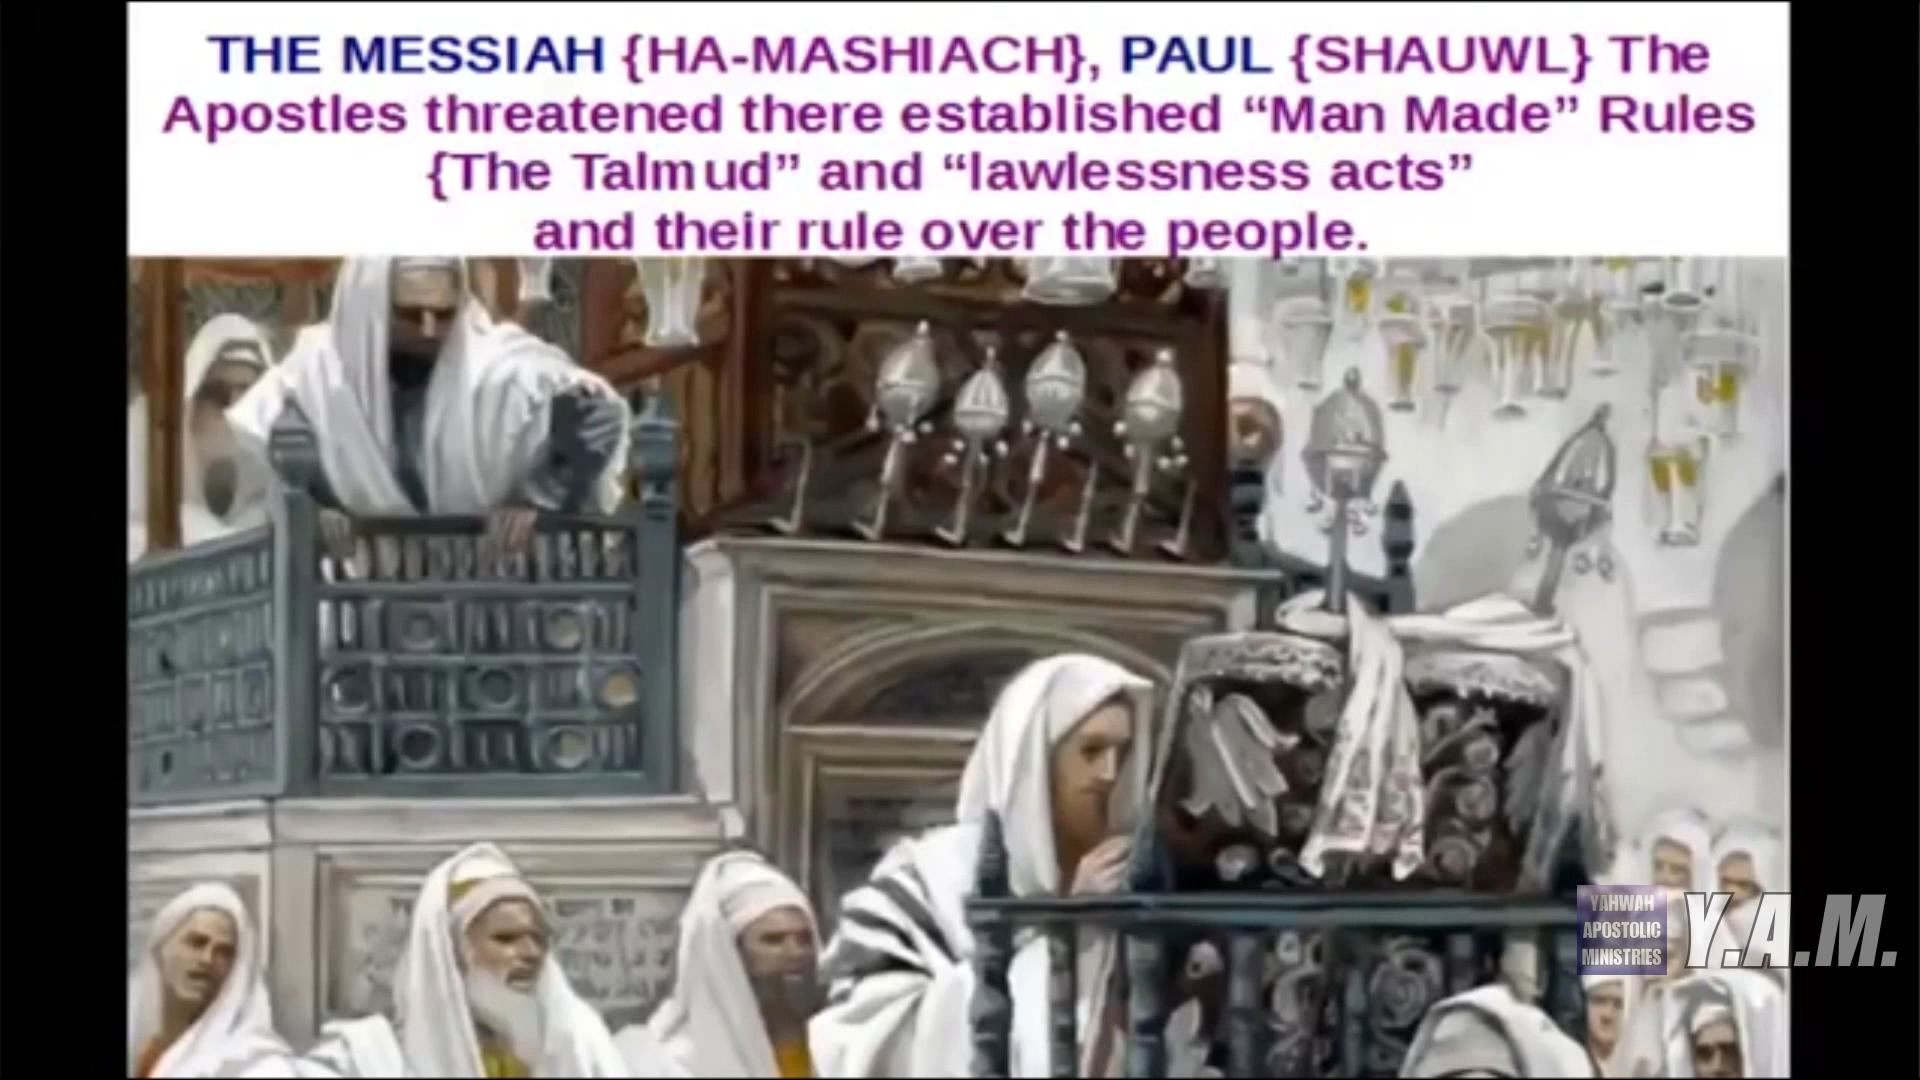 THE MESSIAH {HA-MASHIACH}, PAUL {SHAUWL} The
Apostles threatened there established “Man Made” Rules
{The Talmud” and “lawlessness acts”
and their rule over the people.
YAHWAH
APOSTOLIC
MINISTRIES
Y.A.M.